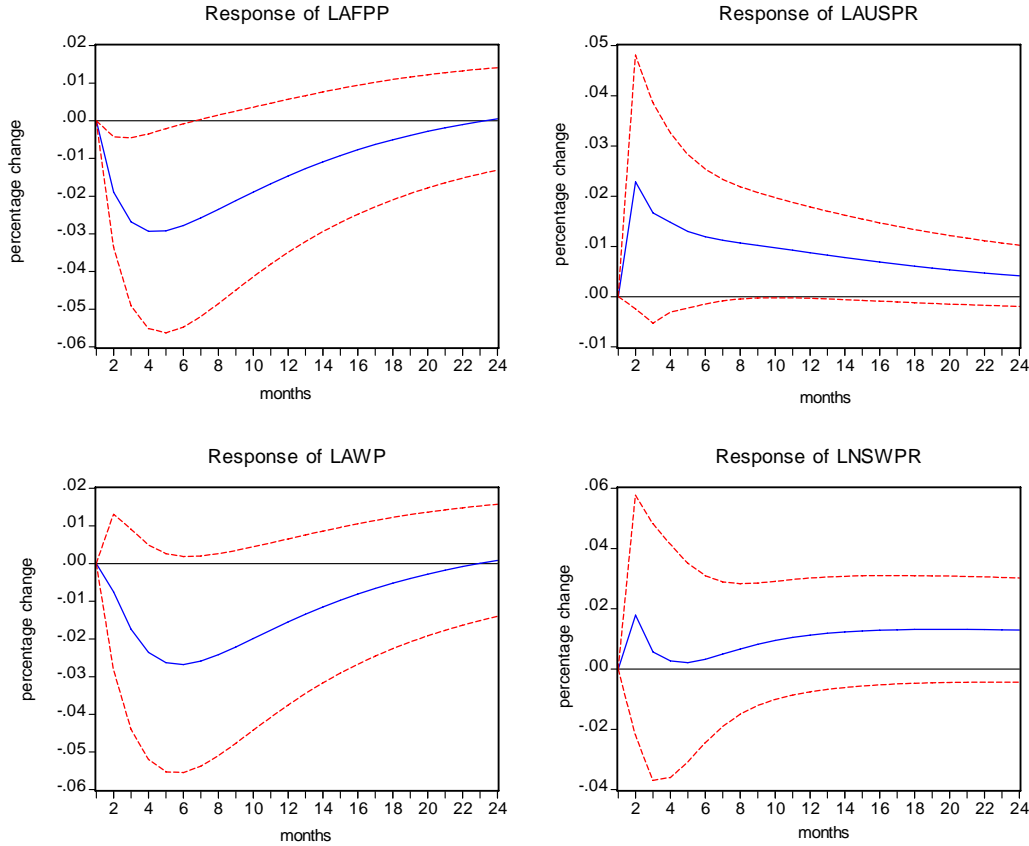 Response of LAFPP
percentage change
.02
.01
.00
-.01
-.02
-.03
-.04
-.05
-.06
2 4 6 8 10 12 14 16 18 20 22 24
months
Response of LAUSPR
percentage change
.05
.04
.03
.02
.01
.00
-.01
2 4 6 8 10 12 14 16 18 20 22 24
months
Response of LAWP
percentage change
.02
.01
.00
-.01
-.02
-.03
-.04
-.05
-.06
2 4 6 8 10 12 14 16 18 20 22 24
months
Response of LNSWPR
percentage change
.06
.04
.02
.00
-.02
-.04
2 4 6 8 10 12 14 16 18 20 22 24
months